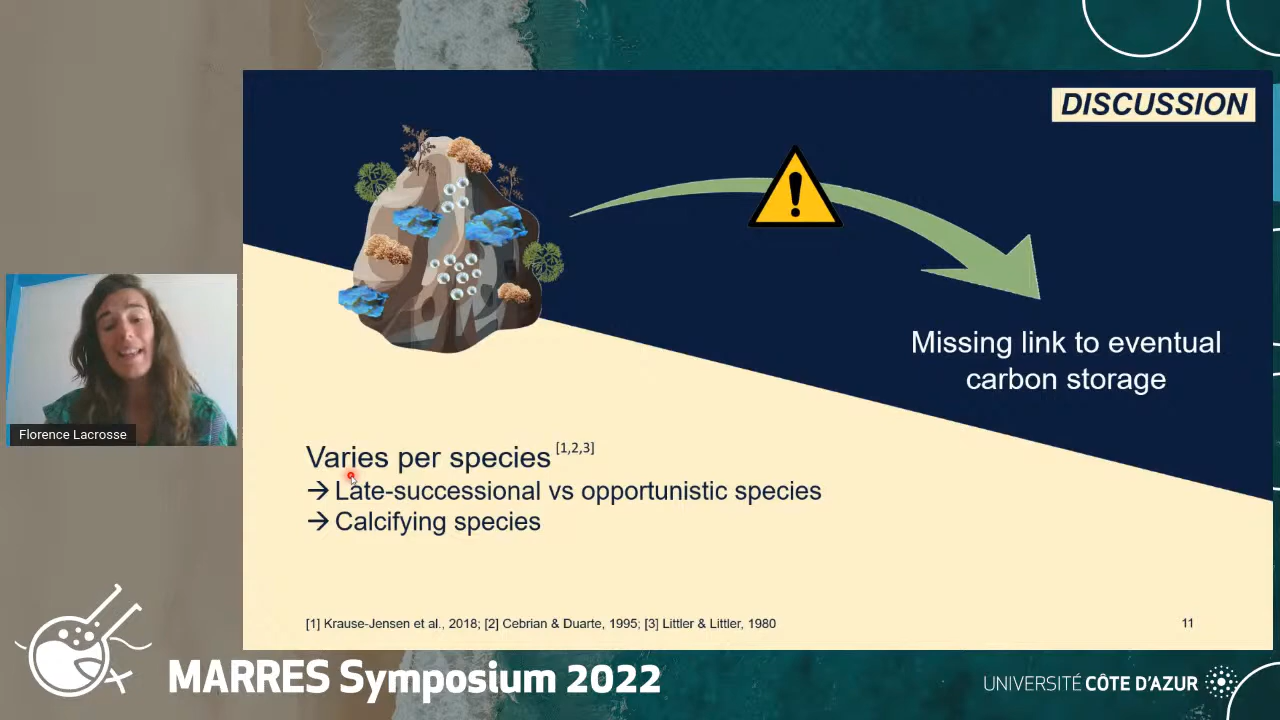 DISCUSSION
Missing link to eventual
carbon storage
Florence Lacrosse
Varies per species [1,2,3]
→ Late-successional vs opportunistic species
→ Calcifying species
[1] Krause-Jensen et al., 2018; [2] Cebrian & Duarte, 1995; [3] Littler & Littler, 1980
11
MARRES Symposium 2022
UNIVERSITÉ CÔTE D'AZUR